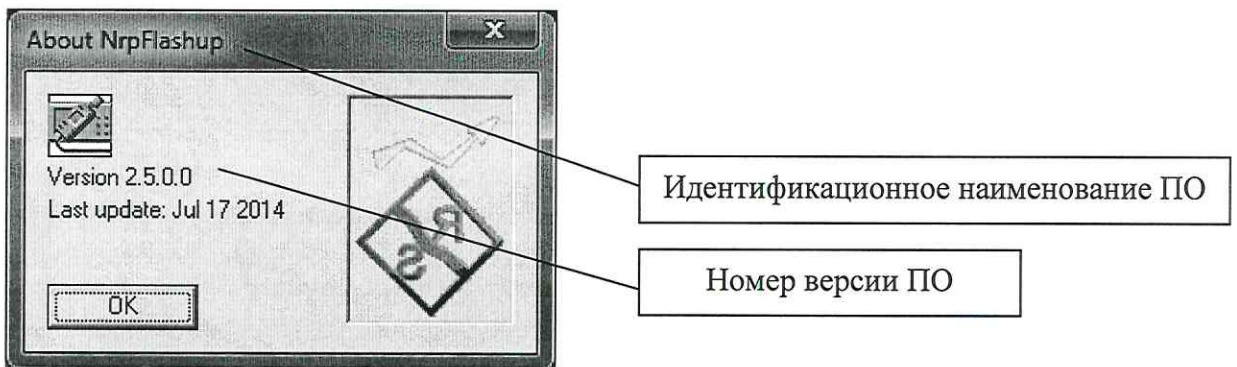 About NrpFlashup
X
Version 2.5.0.0
Last update: Jul 17 2014
OK
R
S
Идентификационное наименование ПО
Номер версии ПО